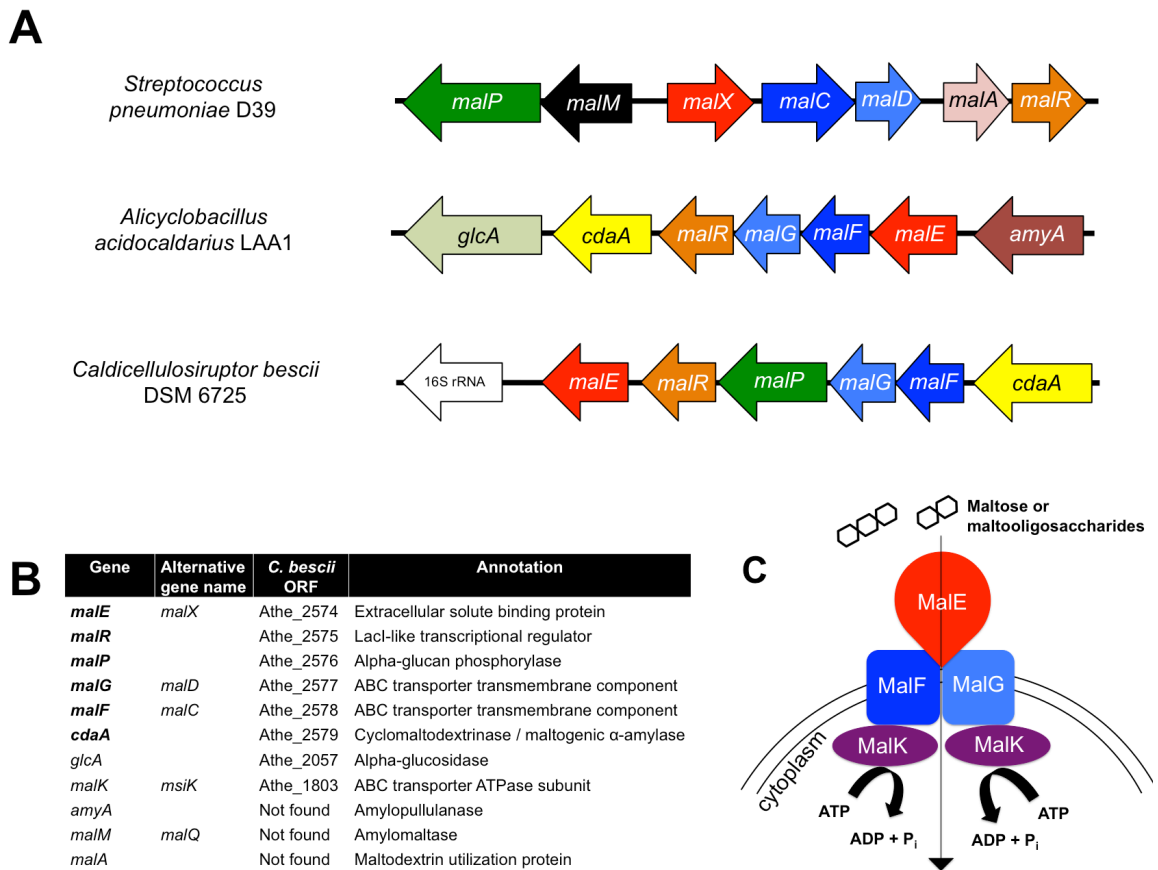 A
Streptococcus
pneumoniae D39
malP malM malX malC malD malA malR
Alicyclobacillus
acidocaldarius LAA1
glcA cdaA malR malG malF malE amyA
Caldicellulosiruptor bescii
DSM 6725
16S rRNA malE malR malP malG malF cdaA
B
Gene Alternative gene name C. bescii ORF Annotation
malE malX Athe_2574 Extracellular solute binding protein
malR Athe_2575 LacI-like transcriptional regulator
malP Athe_2576 Alpha-glucan phosphorylase
malG malD Athe_2577 ABC transporter transmembrane component
malF malC Athe_2578 ABC transporter transmembrane component
cdaA Athe_2579 Cyclomaltodextrinase / maltogenic α-amylase
glcA Athe_2057 Alpha-glucosidase
malK msiK Athe_1803 ABC transporter ATPase subunit
amyA Not found Amylopullulanase
malM malQ Not found Amylomaltase
malA Not found Maltodextrin utilization protein
C
Maltose or
maltooligosaccharides
MalE
MalF MalG
MalK MalK
cytoplasm
ATP ATP
ADP + Pi ADP + Pi